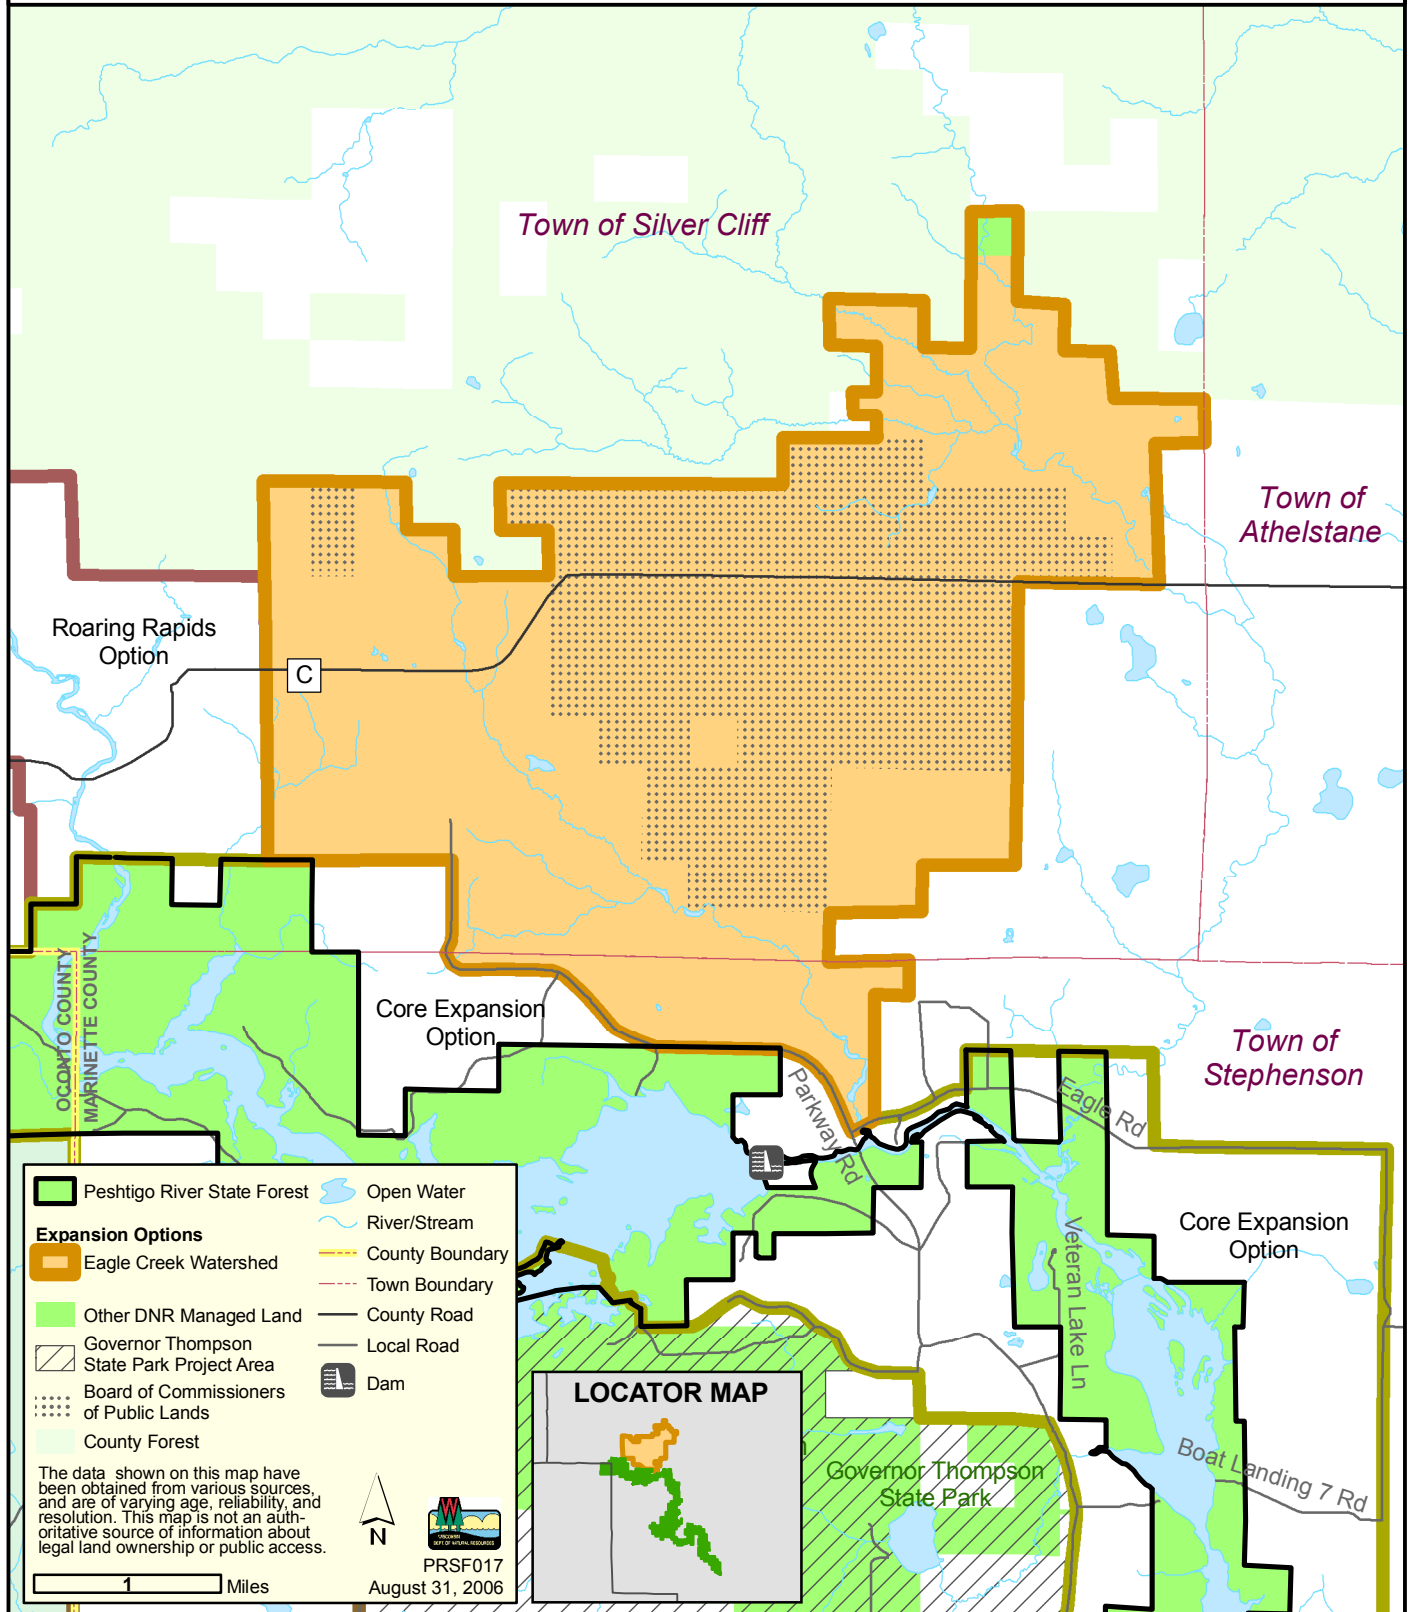 Town of Silver Cliff
Town of
Athelstane
Roaring Rapids
Option
C
OCONTO COUNTY
MARINETTE COUNTY
Core Expansion
Option
Town of
Stephenson
Parkway Rd
Eagle Rd
Veteran Lake Ln
Core Expansion
Option
Boat Landing 7 Rd
Governor Thompson
State Park
Peshtigo River State Forest
Expansion Options
Eagle Creek Watershed
Other DNR Managed Land
Governor Thompson
State Park Project Area
Board of Commissioners
of Public Lands
County Forest
Open Water
River/Stream
County Boundary
Town Boundary
County Road
Local Road
Dam
The data shown on this map have
been obtained from various sources,
and are of varying age, reliability, and
resolution. This map is not an auth-
oritative source of information about
legal land ownership or public access.
N
W
WISCONSIN
DEPT. OF NATURAL RESOURCES
PRSF017
August 31, 2006
1 Miles
LOCATOR MAP